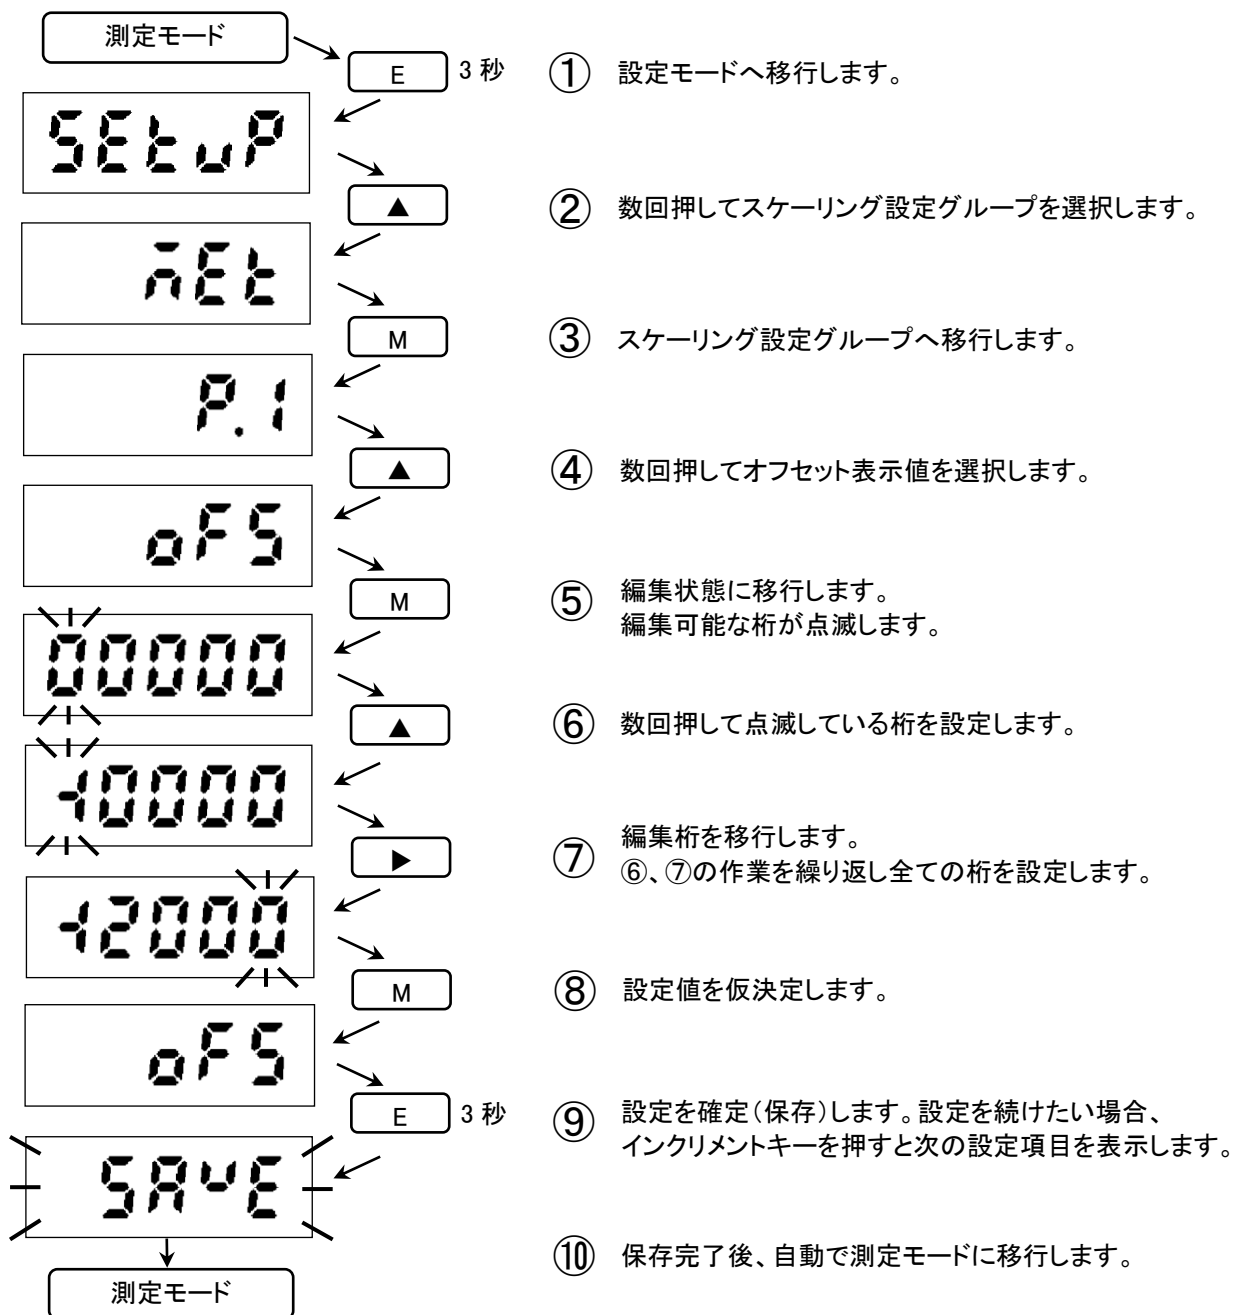 測定モード
E 3秒 ① 設定モードへ移行します。
SEtuP
▲ ② 数回押してスケーリング設定グループを選択します。
mEt
M ③ スケーリング設定グループへ移行します。
P.1
▲ ④ 数回押してオフセット表示値を選択します。
oFS
M ⑤ 編集状態に移行します。
編集可能な桁が点滅します。
00000
▲ ⑥ 数回押して点滅している桁を設定します。
-10000
▶ ⑦ 編集桁を移行します。
⑥、⑦の作業を繰り返し全ての桁を設定します。
-12000
M ⑧ 設定値を仮決定します。
oFS
E 3秒 ⑨ 設定を確定(保存)します。設定を続けたい場合、
インクリメントキーを押すと次の設定項目を表示します。
SAvE
⑩ 保存完了後、自動で測定モードに移行します。
測定モード